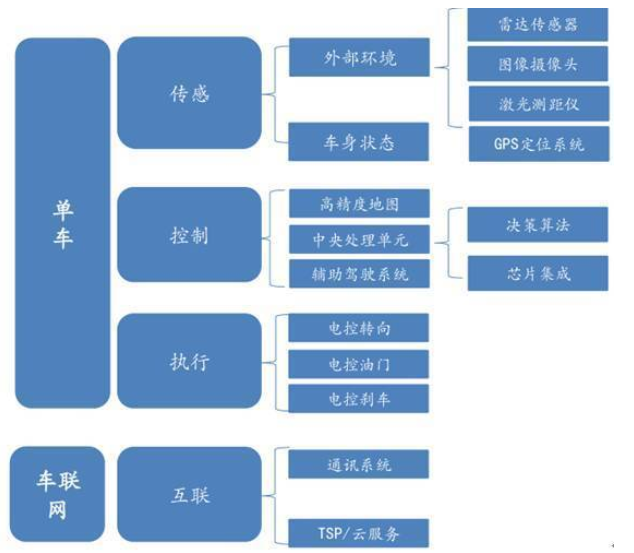 单
车
传感
外部环境
雷达传感器
图像摄像头
激光测距仪
GPS定位系统
车身状态
控制
高精度地图
中央处理单元
决策算法
芯片集成
辅助驾驶系统
执行
电控转向
电控油门
电控刹车
车联
网
互联
通讯系统
TSP/云服务